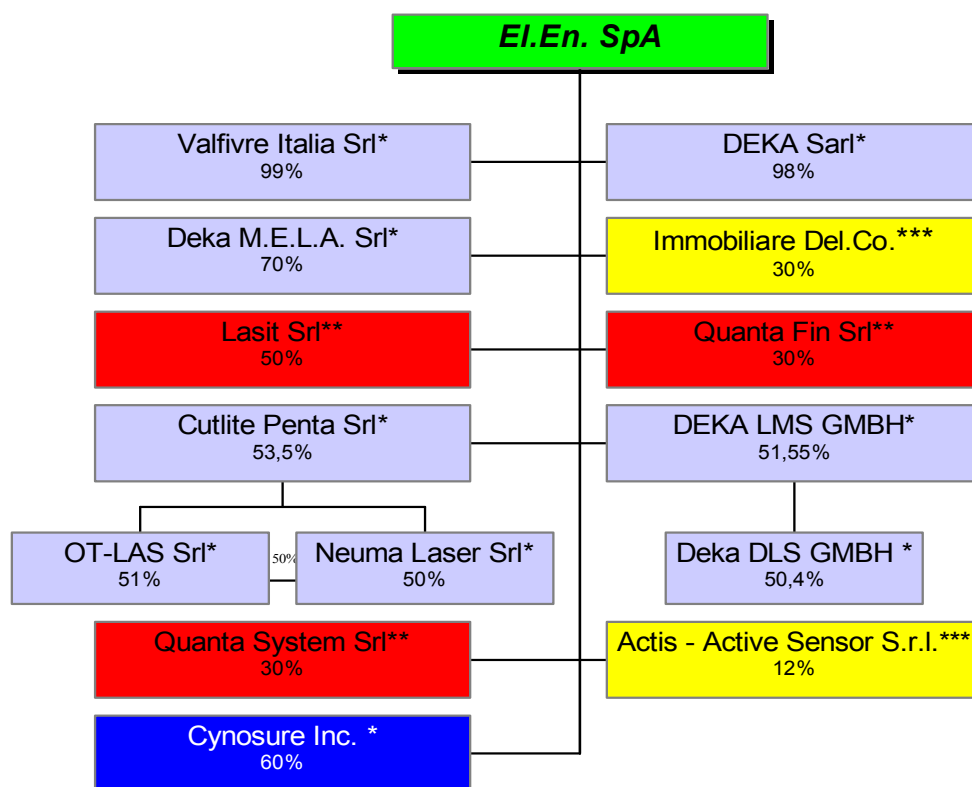 El.En. SpA
Valfivre Italia Srl*
99%
DEKA Sarl*
98%
Deka M.E.L.A. Srl*
70%
Immobiliare Del.Co.***
30%
Lasit Srl**
50%
Quanta Fin Srl**
30%
Cutlite Penta Srl*
53,5%
DEKA LMS GMBH*
51,55%
OT-LAS Srl*
51%
50%
Neuma Laser Srl*
50%
Deka DLS GMBH *
50,4%
Quanta System Srl**
30%
Actis - Active Sensor S.r.l.***
12%
Cynosure Inc. *
60%